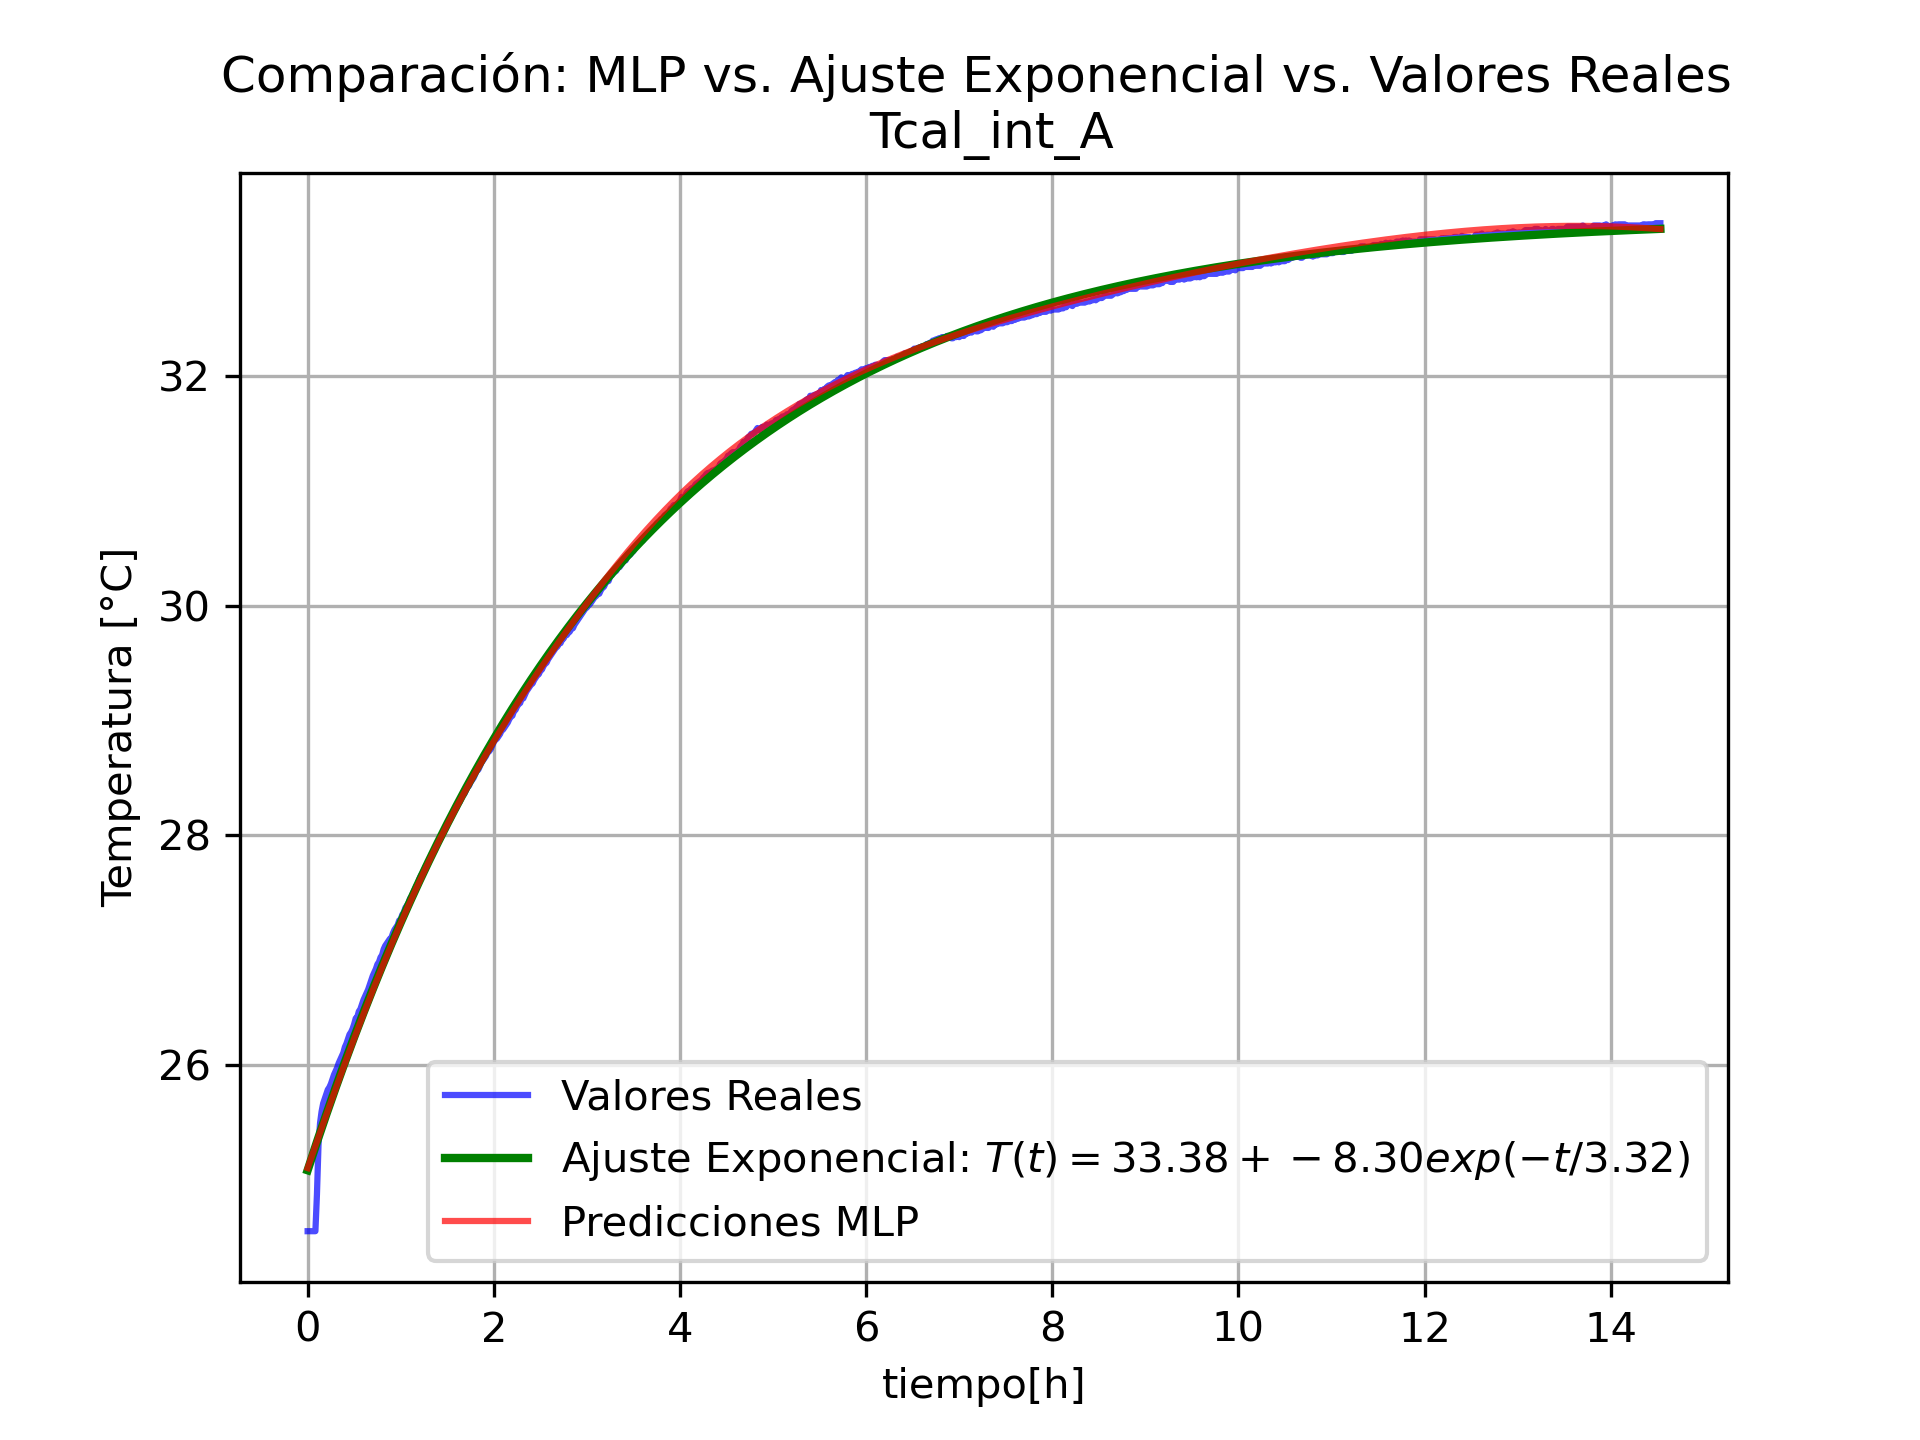 Comparación: MLP vs. Ajuste Exponencial vs. Valores Reales
Tcal_int_A
Temperatura [°C]
32
30
28
26
Valores Reales
Ajuste Exponencial: T(t) = 33.38 + − 8.30exp(−t/3.32)
Predicciones MLP
0 2 4 6 8 10 12 14
tiempo[h]